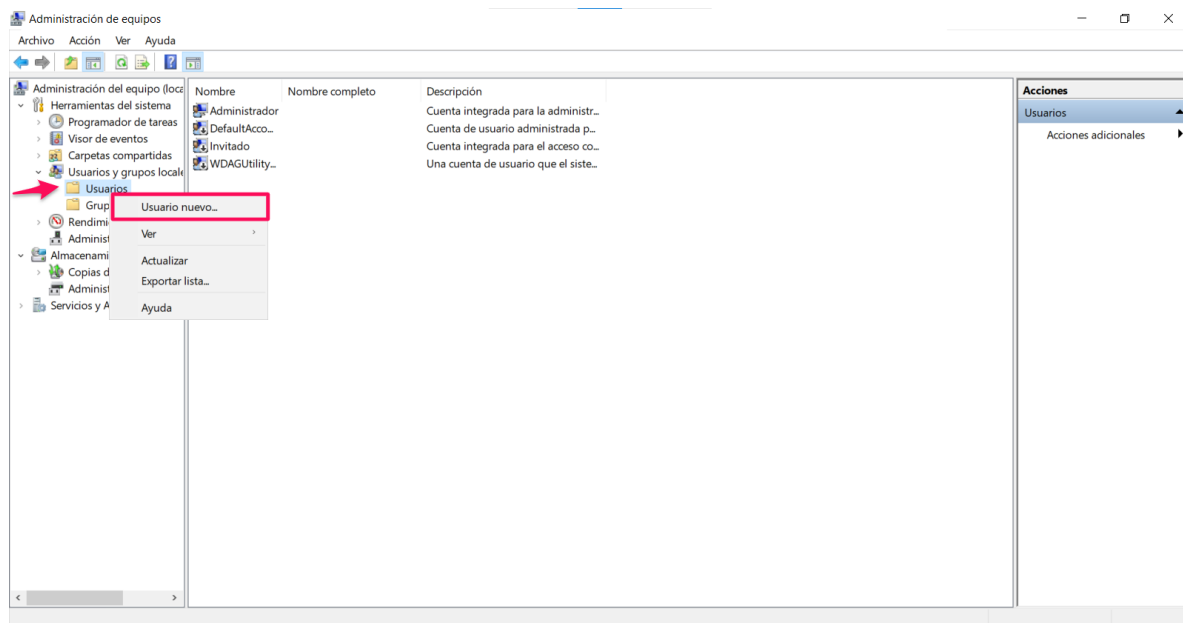 Administración de equipos
Archivo Acción Ver Ayuda
Administración del equipo (loca
Herramientas del sistema
Programador de tareas
Visor de eventos
Carpetas compartidas
Usuarios y grupos locale
Usuarios
Grup
Rendimi
Administ
Almacenami
Copias d
Administ
Servicios y A
Usuario nuevo...
Ver
Actualizar
Exportar lista...
Ayuda
Nombre Nombre completo Descripción
Administrador Cuenta integrada para la administr...
DefaultAcco... Cuenta de usuario administrada p...
Invitado Cuenta integrada para el acceso co...
WDAGUtility... Una cuenta de usuario que el siste...
Acciones
Usuarios
Acciones adicionales